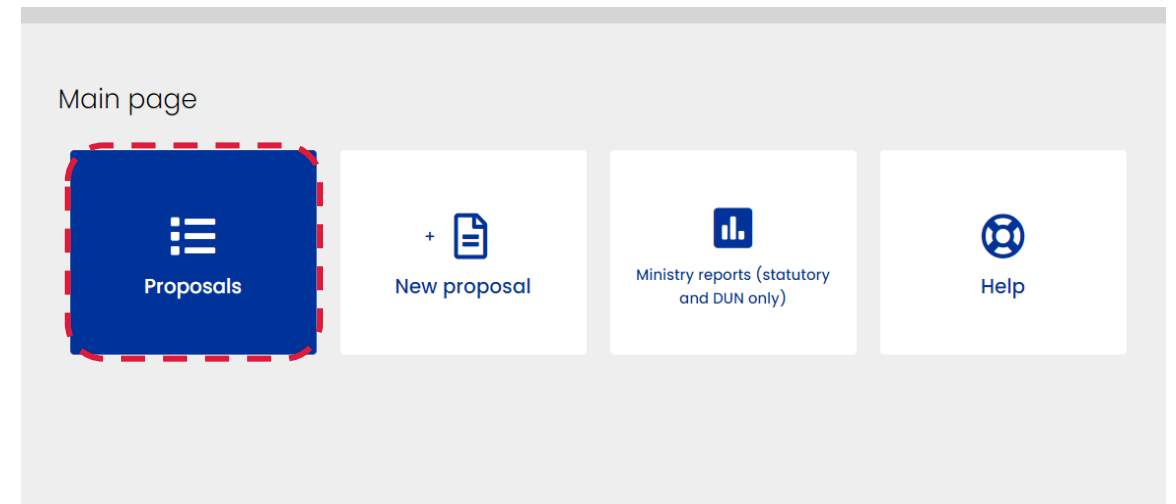 Main page
Proposals
+
New proposal
Ministry reports (statutory
and DUN only)
Help